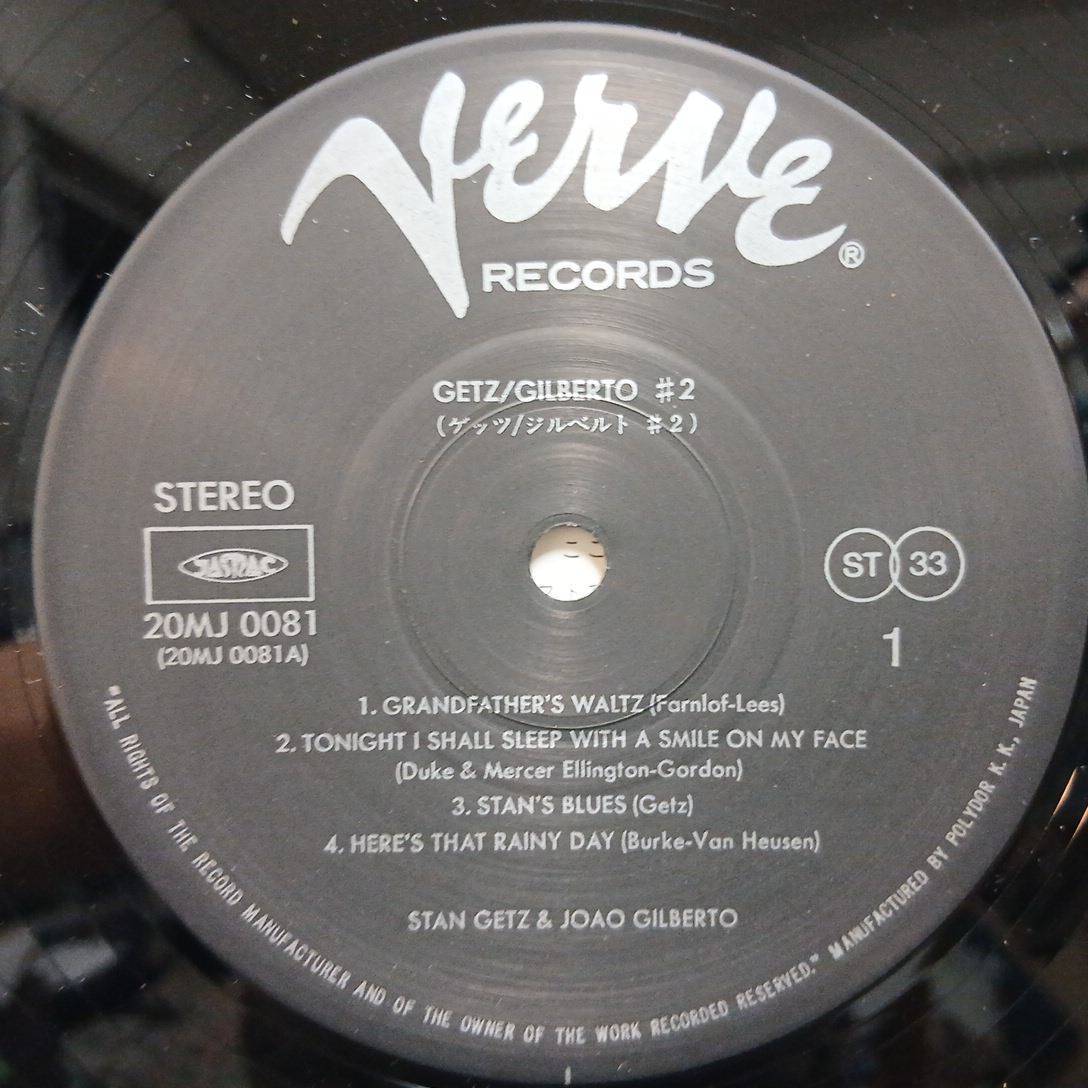 Verve®
RECORDS
GETZ/GILBERTO #2
(ゲッツ/ジルベルト #2)
STEREO
JASRAC
20MJ 0081
(20MJ 0081A)
ST 33
1
1. GRANDFATHER'S WALTZ (Farnlof-Lees)
2. TONIGHT I SHALL SLEEP WITH A SMILE ON MY FACE
(Duke & Mercer Ellington-Gordon)
3. STAN'S BLUES (Getz)
4. HERE'S THAT RAINY DAY (Burke-Van Heusen)
STAN GETZ & JOAO GILBERTO
"ALL RIGHTS OF THE RECORD MANUFACTURER AND OF THE OWNER OF THE WORK RECORDED RESERVED." MANUFACTURED BY POLYDOR K.K., JAPAN